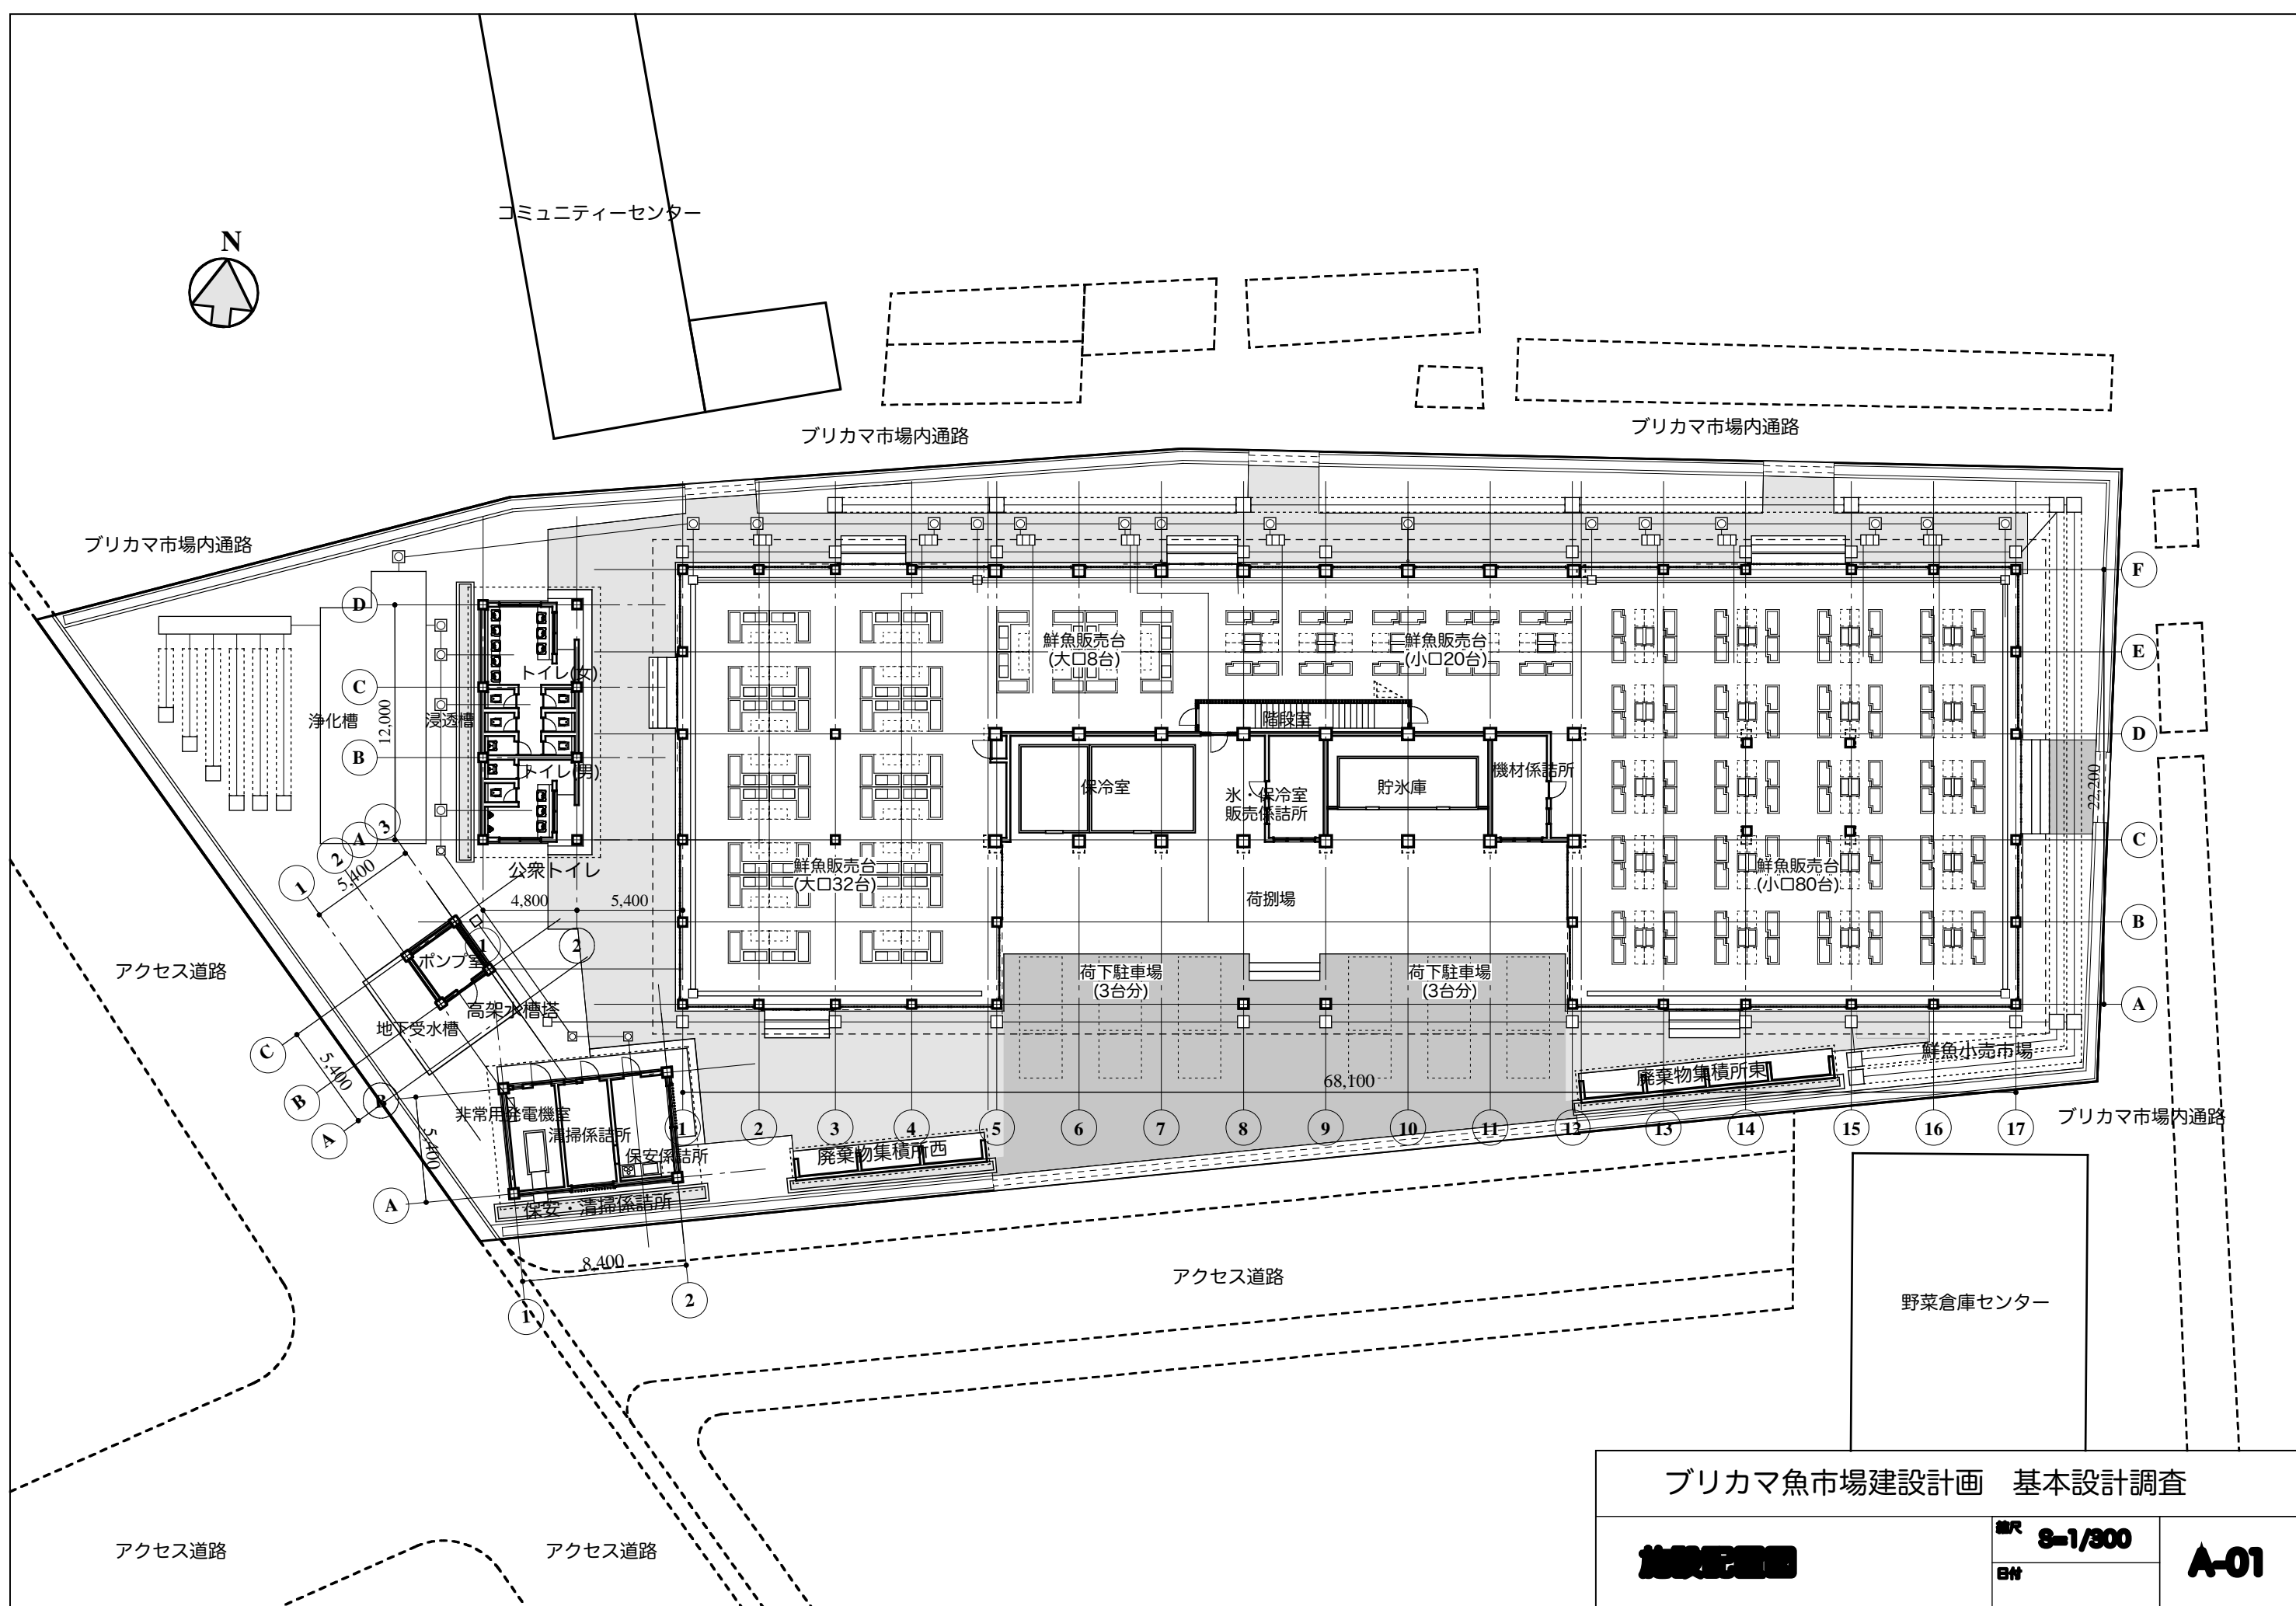 N
コミュニティーセンター
ブリカマ市場内通路
ブリカマ市場内通路
ブリカマ市場内通路
F
E
D
C
B
A
22,200
D
C
B
A
12,000
浄化槽
浸透槽
トイレ(女)
トイレ(男)
公衆トイレ
4,800
5,400
1
2
鮮魚販売台
(大口8台)
鮮魚販売台
(小口20台)
階段室
保冷室
氷・保冷室
販売係詰所
貯氷庫
機材係詰所
鮮魚販売台
(大口32台)
荷捌場
鮮魚販売台
(小口80台)
荷下駐車場
(3台分)
荷下駐車場
(3台分)
1
2
3
5,400
ポンプ室
高架水槽塔
地下受水槽
C
B
A
5,400
アクセス道路
鮮魚小売市場
廃棄物集積所東
68,100
1
2
3
4
5
6
7
8
9
10
11
12
13
14
15
16
17
ブリカマ市場内通路
B
A
5,400
非常用発電機室
清掃係詰所
保安係詰所
保安・清掃係詰所
廃棄物集積所西
8,400
1
2
アクセス道路
野菜倉庫センター
アクセス道路
アクセス道路
ブリカマ魚市場建設計画　基本設計調査
施設配置図
縮尺
S=1/300
日付
A-01